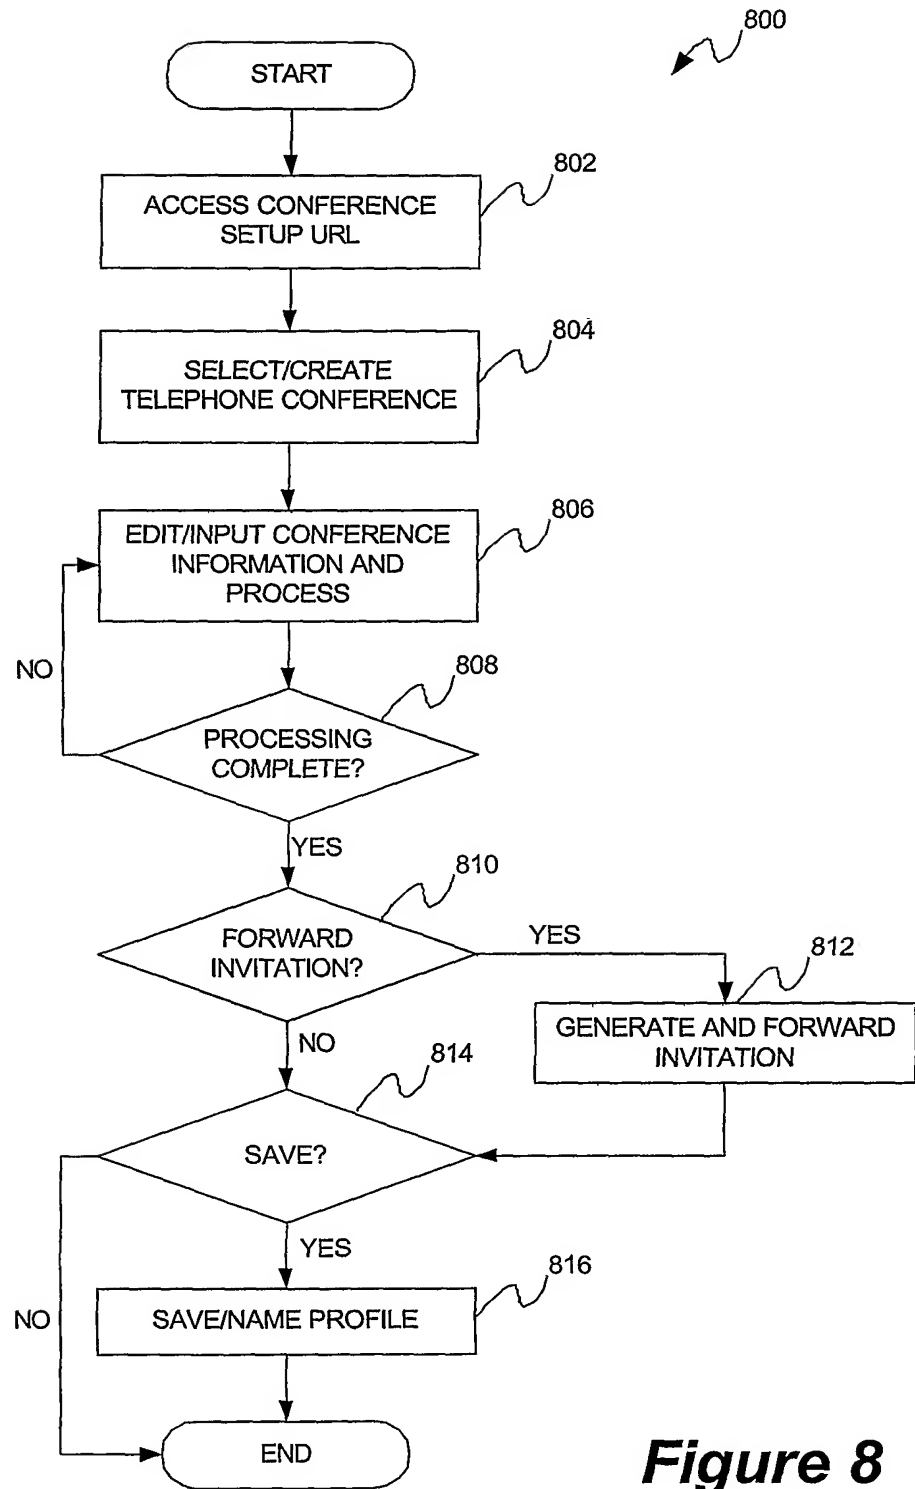 800
START
802
ACCESS CONFERENCE
SETUP URL
804
SELECT/CREATE
TELEPHONE CONFERENCE
806
EDIT/INPUT CONFERENCE
INFORMATION AND
PROCESS
NO
808
PROCESSING
COMPLETE?
YES
810
FORWARD
INVITATION?
YES
812
GENERATE AND FORWARD
INVITATION
NO
814
SAVE?
YES
816
NO
SAVE/NAME PROFILE
END
Figure 8